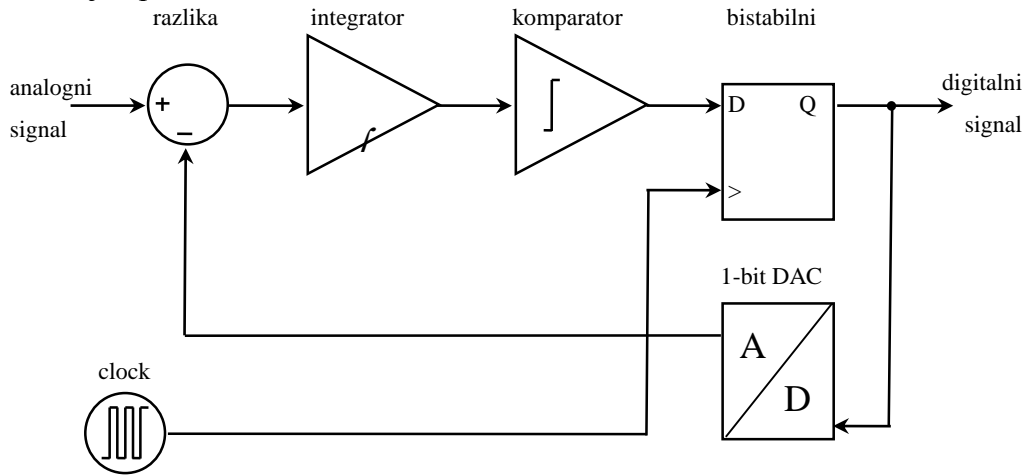 razlika
integrator
komparator
bistabilni
analogni
signal
+
−
∫
D
Q
>
digitalni
signal
1-bit DAC
A
D
clock